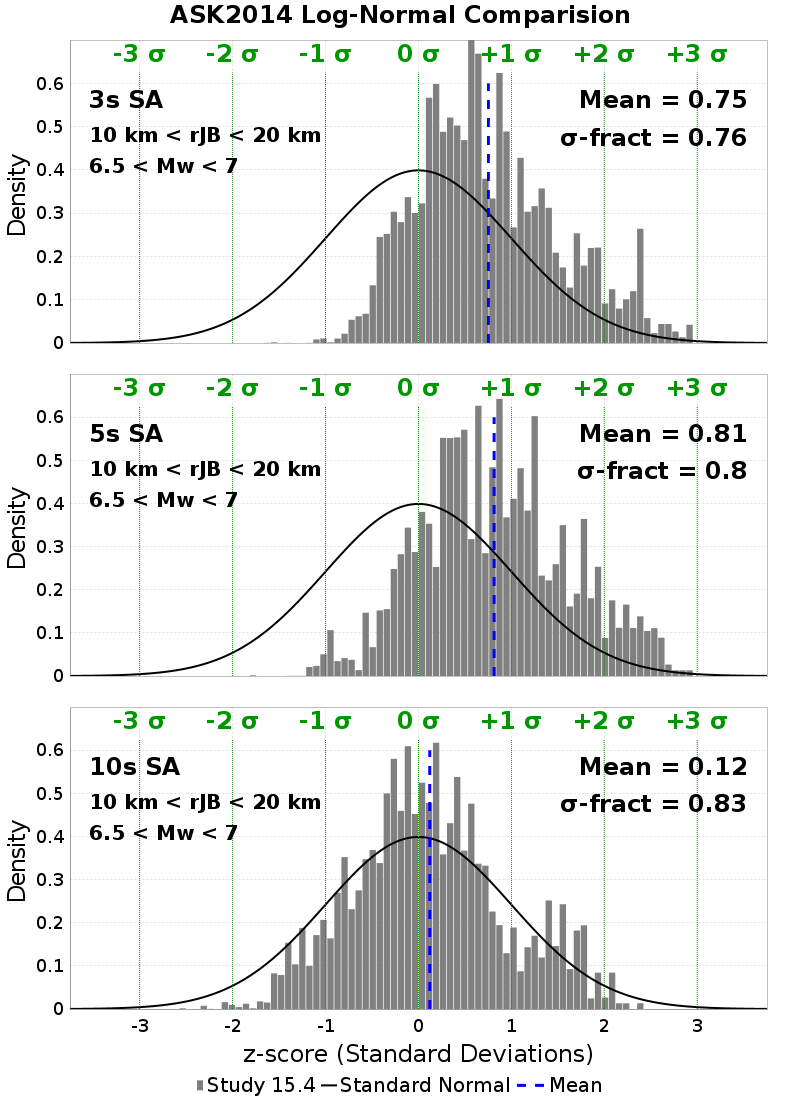 ASK2014 Log-Normal Comparision
-3 σ -2 σ -1 σ 0 σ +1 σ +2 σ +3 σ
3s SA
10 km < rJB < 20 km
6.5 < Mw < 7
Mean = 0.75
σ-fract = 0.76
Density
0.6
0.5
0.4
0.3
0.2
0.1
0
-3 σ -2 σ -1 σ 0 σ +1 σ +2 σ +3 σ
5s SA
10 km < rJB < 20 km
6.5 < Mw < 7
Mean = 0.81
σ-fract = 0.8
Density
0.6
0.5
0.4
0.3
0.2
0.1
0
-3 σ -2 σ -1 σ 0 σ +1 σ +2 σ +3 σ
10s SA
10 km < rJB < 20 km
6.5 < Mw < 7
Mean = 0.12
σ-fract = 0.83
Density
0.6
0.5
0.4
0.3
0.2
0.1
0
-3 -2 -1 0 1 2 3
z-score (Standard Deviations)
Study 15.4 Standard Normal Mean